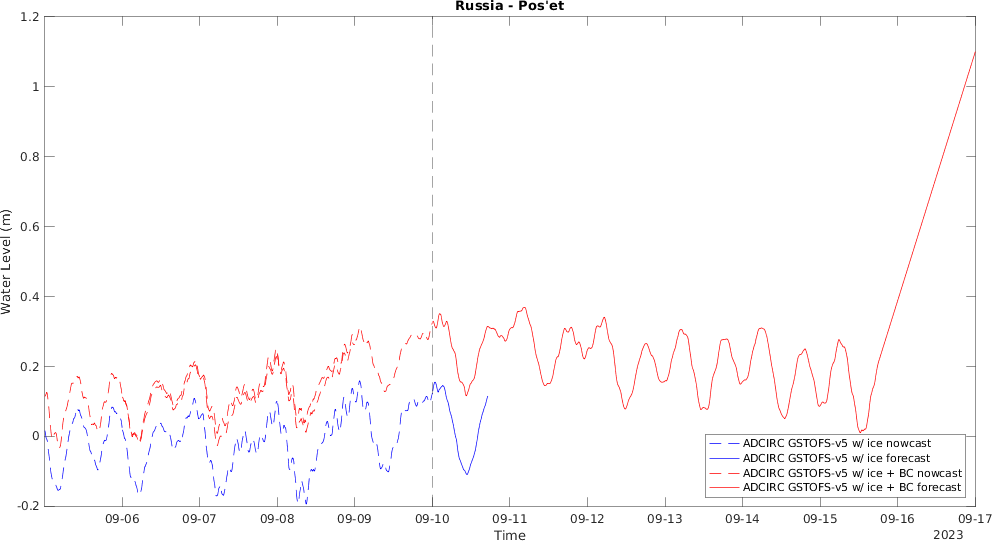 Russia - Pos'et
Water Level (m)
1.2
1
0.8
0.6
0.4
0.2
0
-0.2
ADCIRC GSTOFS-v5 w/ ice nowcast
ADCIRC GSTOFS-v5 w/ ice forecast
ADCIRC GSTOFS-v5 w/ ice + BC nowcast
ADCIRC GSTOFS-v5 w/ ice + BC forecast
09-06 09-07 09-08 09-09 09-10 09-11 09-12 09-13 09-14 09-15 09-16 09-17
Time 2023